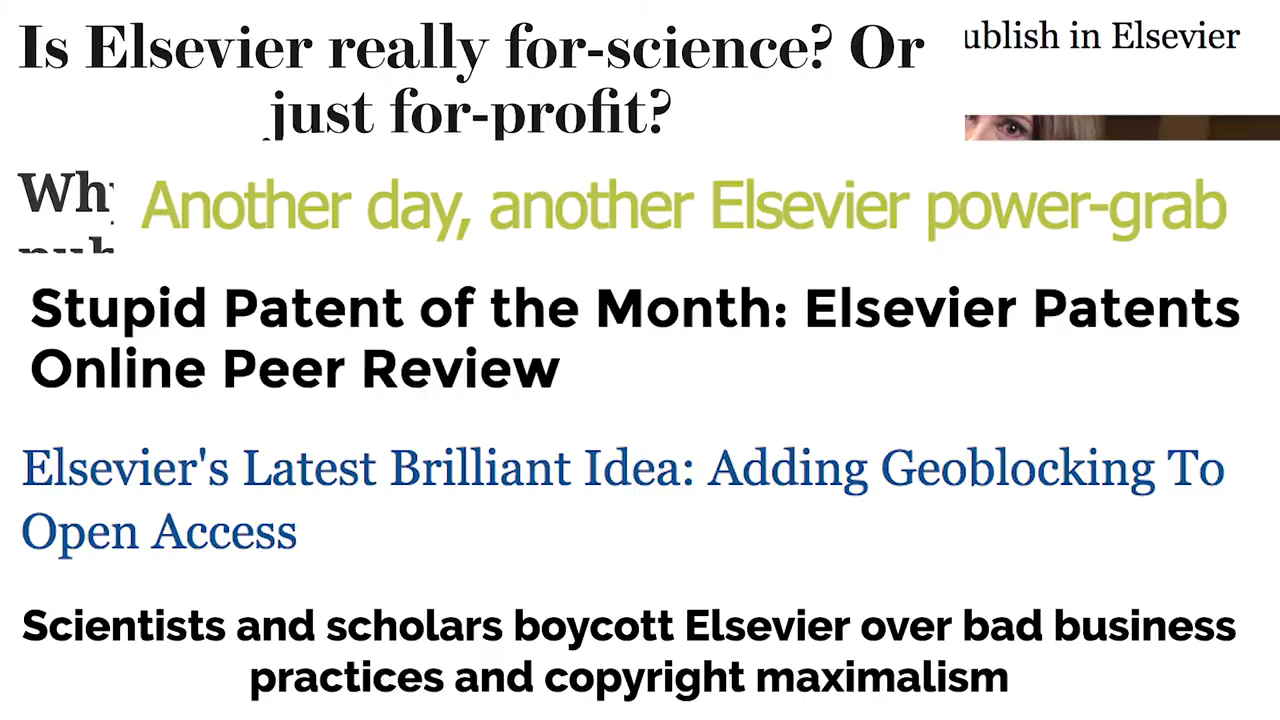 Is Elsevier really for-science? Or
just for-profit?
ublish in Elsevier
Why
Another day, another Elsevier power-grab
Stupid Patent of the Month: Elsevier Patents
Online Peer Review
Elsevier's Latest Brilliant Idea: Adding Geoblocking To
Open Access
Scientists and scholars boycott Elsevier over bad business
practices and copyright maximalism